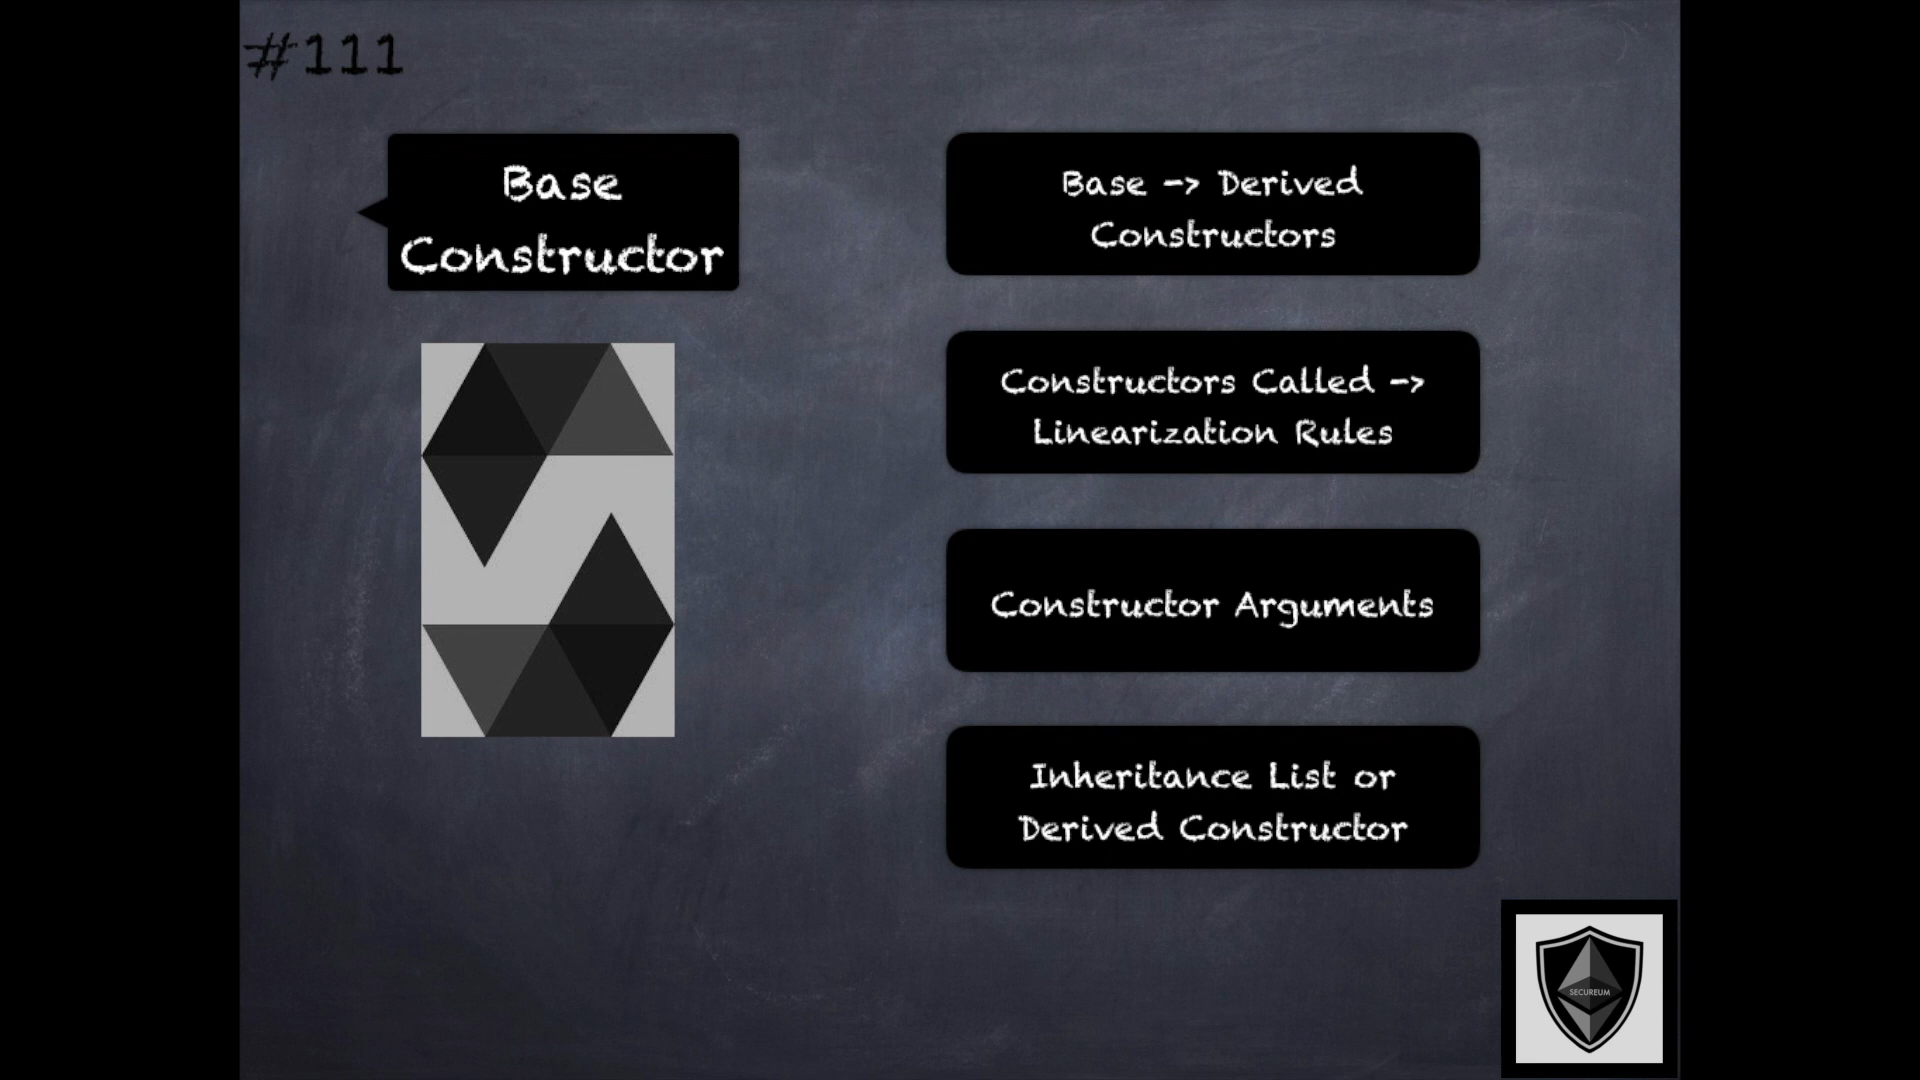 #111
Base
Constructor
Base -> Derived
Constructors
Constructors Called ->
Linearization Rules
Constructor Arguments
Inheritance List or
Derived Constructor
SECUREUM